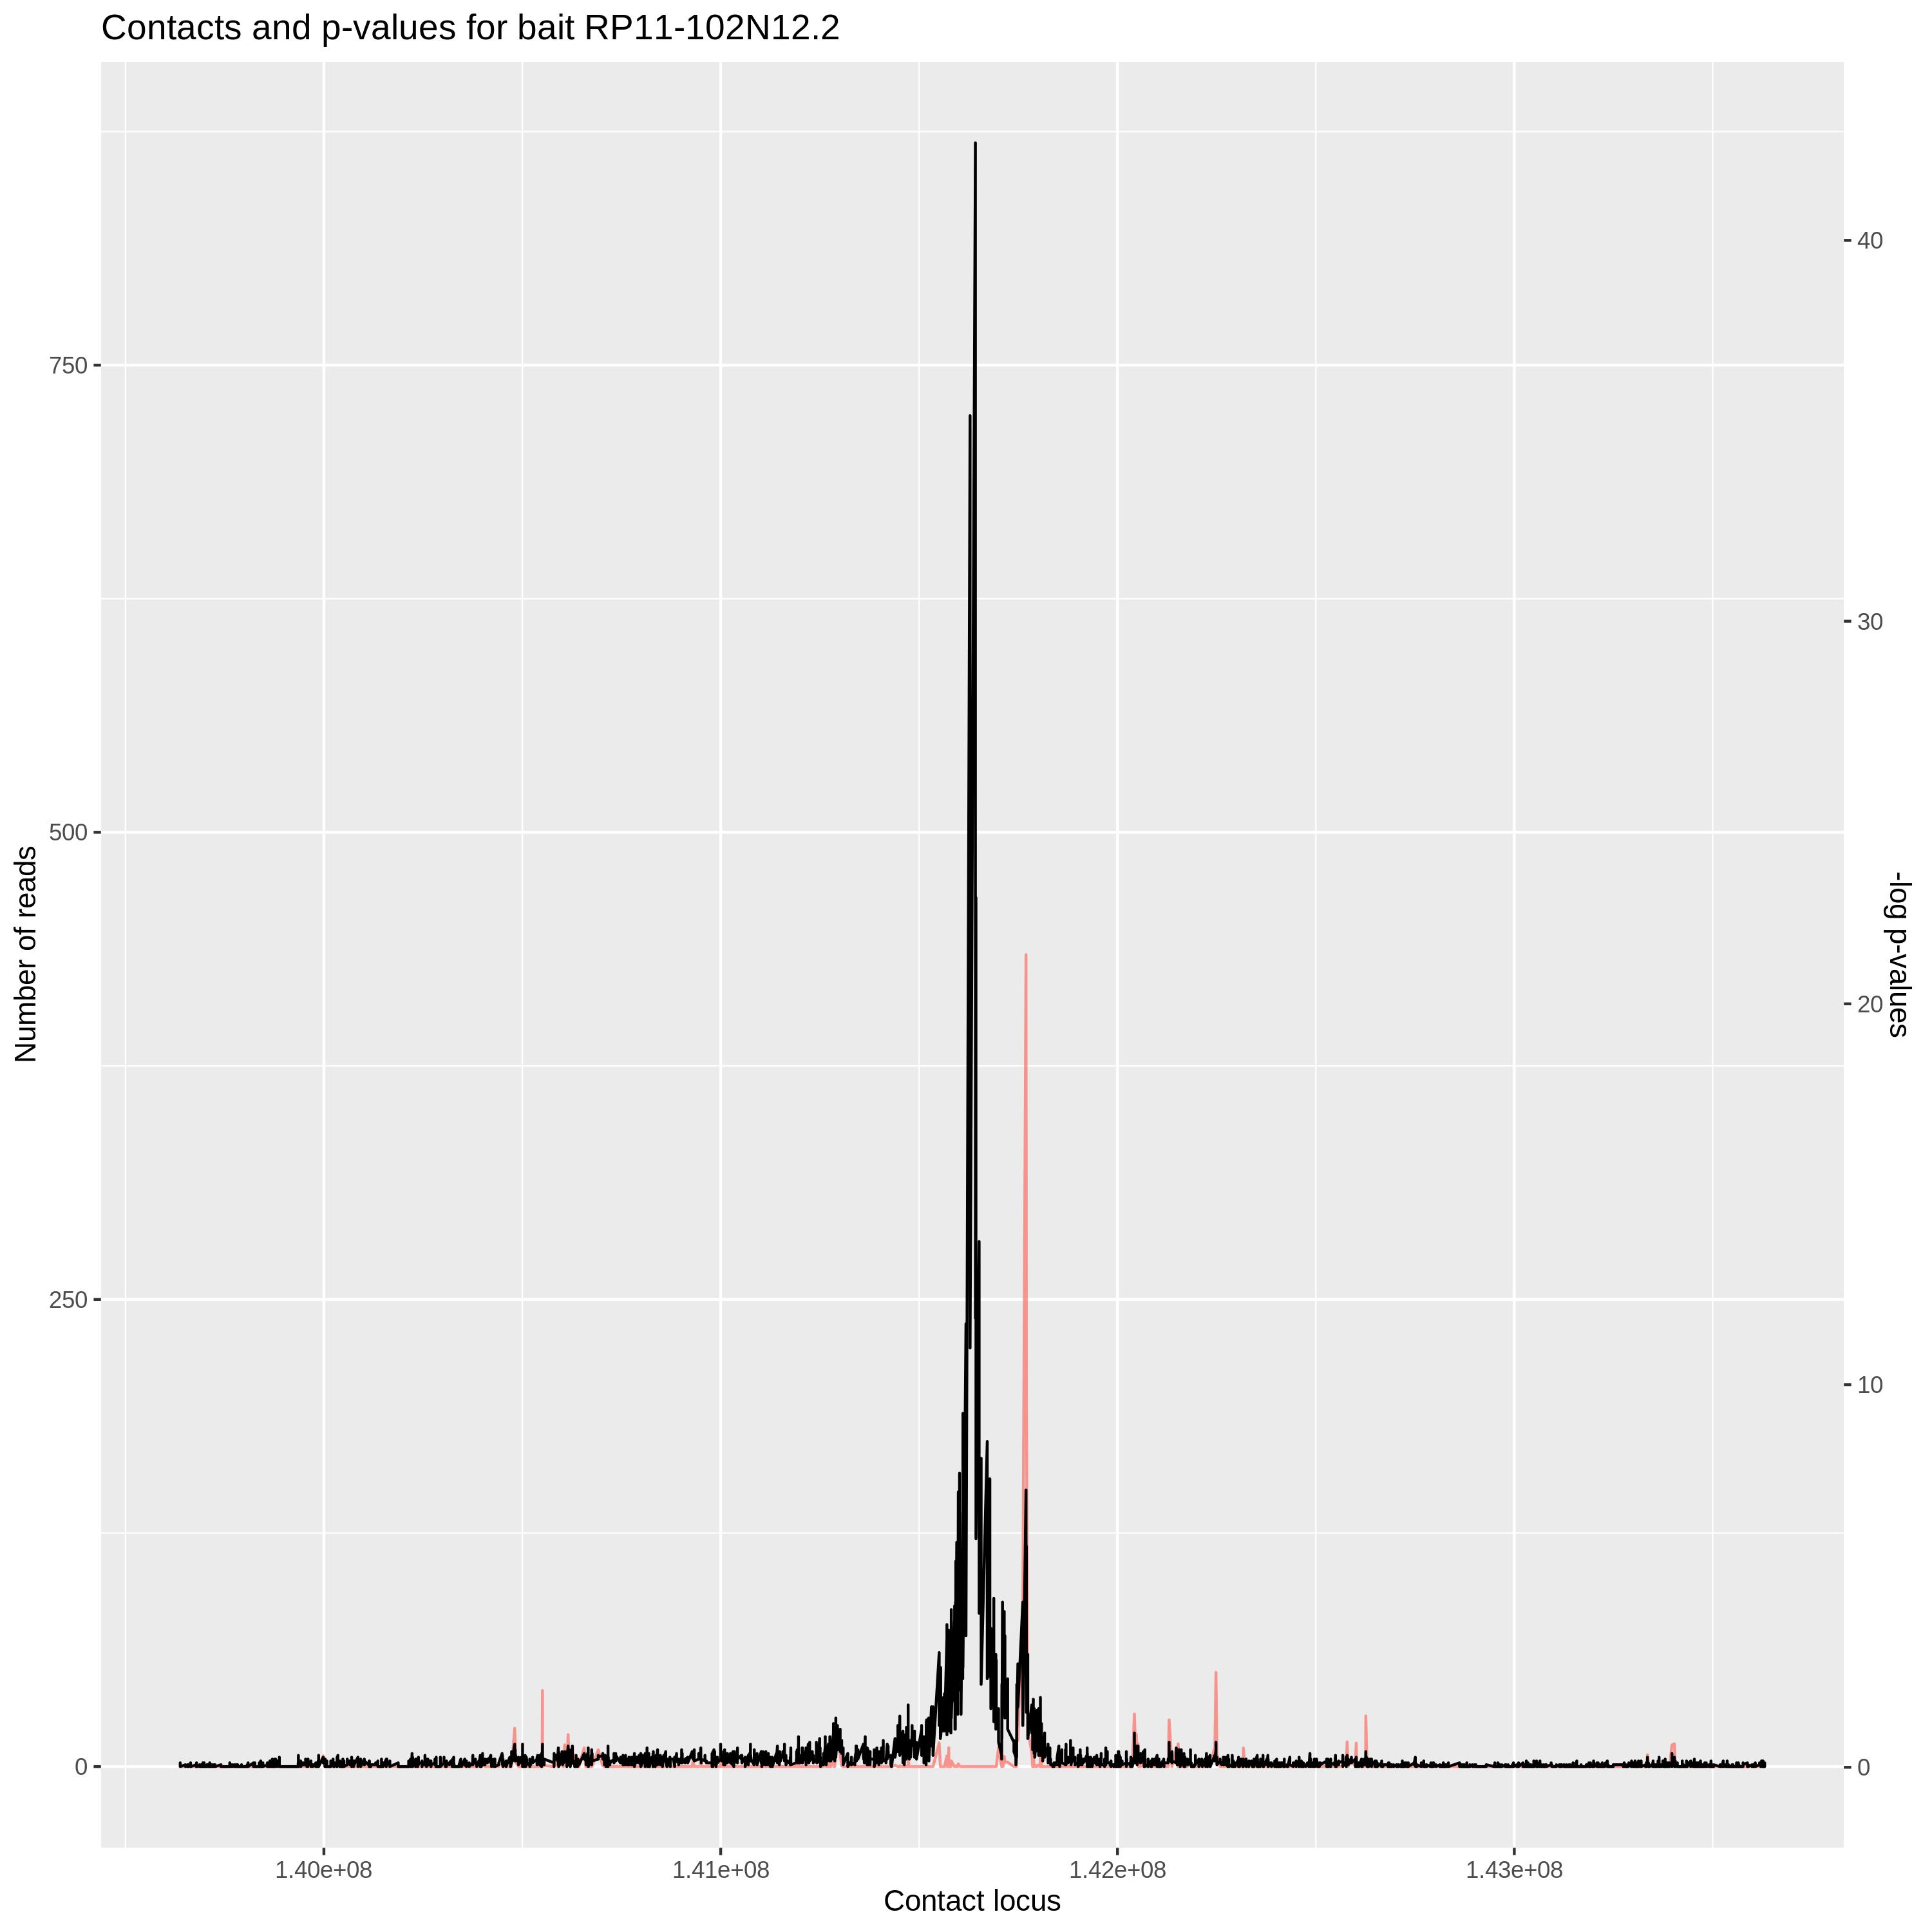 Contacts and p-values for bait RP11-102N12.2
750
500
250
0
Number of reads
40
30
20
10
0
-log p-values
1.40e+08
1.41e+08
1.42e+08
1.43e+08
Contact locus